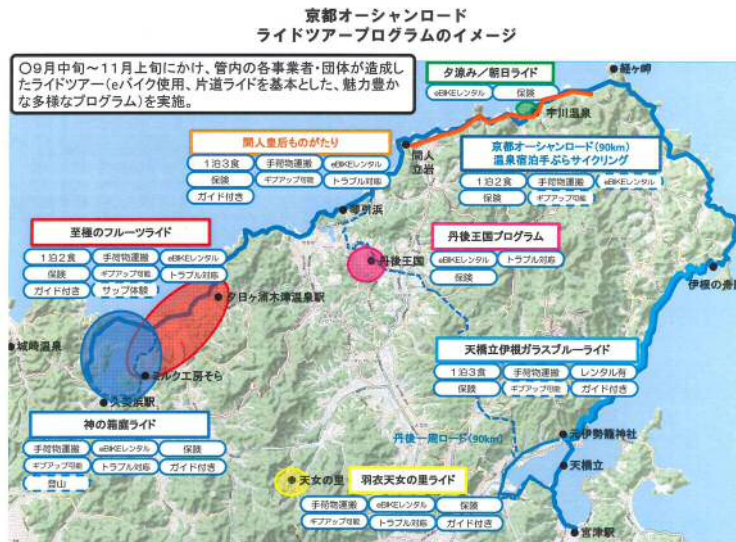 京都オーシャンロード
ライドツアープログラムのイメージ
〇9月中旬～11月上旬にかけ、管内の各事業者・団体が造成し
たライドツアー(eバイク使用、片道ライドを基本とした、魅力豊か
な多様なプログラム)を実施。
夕涼み/朝日ライド
eBIKEレンタル 保険
経ヶ岬
宇川温泉
間人皇后ものがたり
1泊3食 手荷物運搬 eBIKEレンタル
保険 ギブアップ可能 トラブル対応
ガイド付き
間人
立岩
京都オーシャンロード(90km)
温泉宿泊手ぶらサイクリング
1泊2食 手荷物運搬 eBIKEレンタル
保険 ギブアップ可能
琴引浜
至極のフルーツライド
1泊2食 手荷物運搬 eBIKEレンタル
保険 ギブアップ可能 トラブル対応
ガイド付き サップ体験
丹後王国プログラム
eBIKEレンタル トラブル対応
保険
丹後王国
伊根の舟屋
夕日ヶ浦木津温泉駅
城崎温泉
ミルク工房そら
久美浜駅
天橋立伊根ガラスブルーライド
1泊3食 手荷物運搬 レンタル有
保険 ギブアップ可能 ガイド付き
神の箱庭ライド
手荷物運搬 eBIKEレンタル 保険
ギブアップ可能 トラブル対応 ガイド付き
登山
丹後一周ロード(90km)
元伊勢籠神社
天橋立
天女の里
羽衣天女の里ライド
手荷物運搬 eBIKEレンタル 保険
ギブアップ可能 トラブル対応 ガイド付き
宮津駅